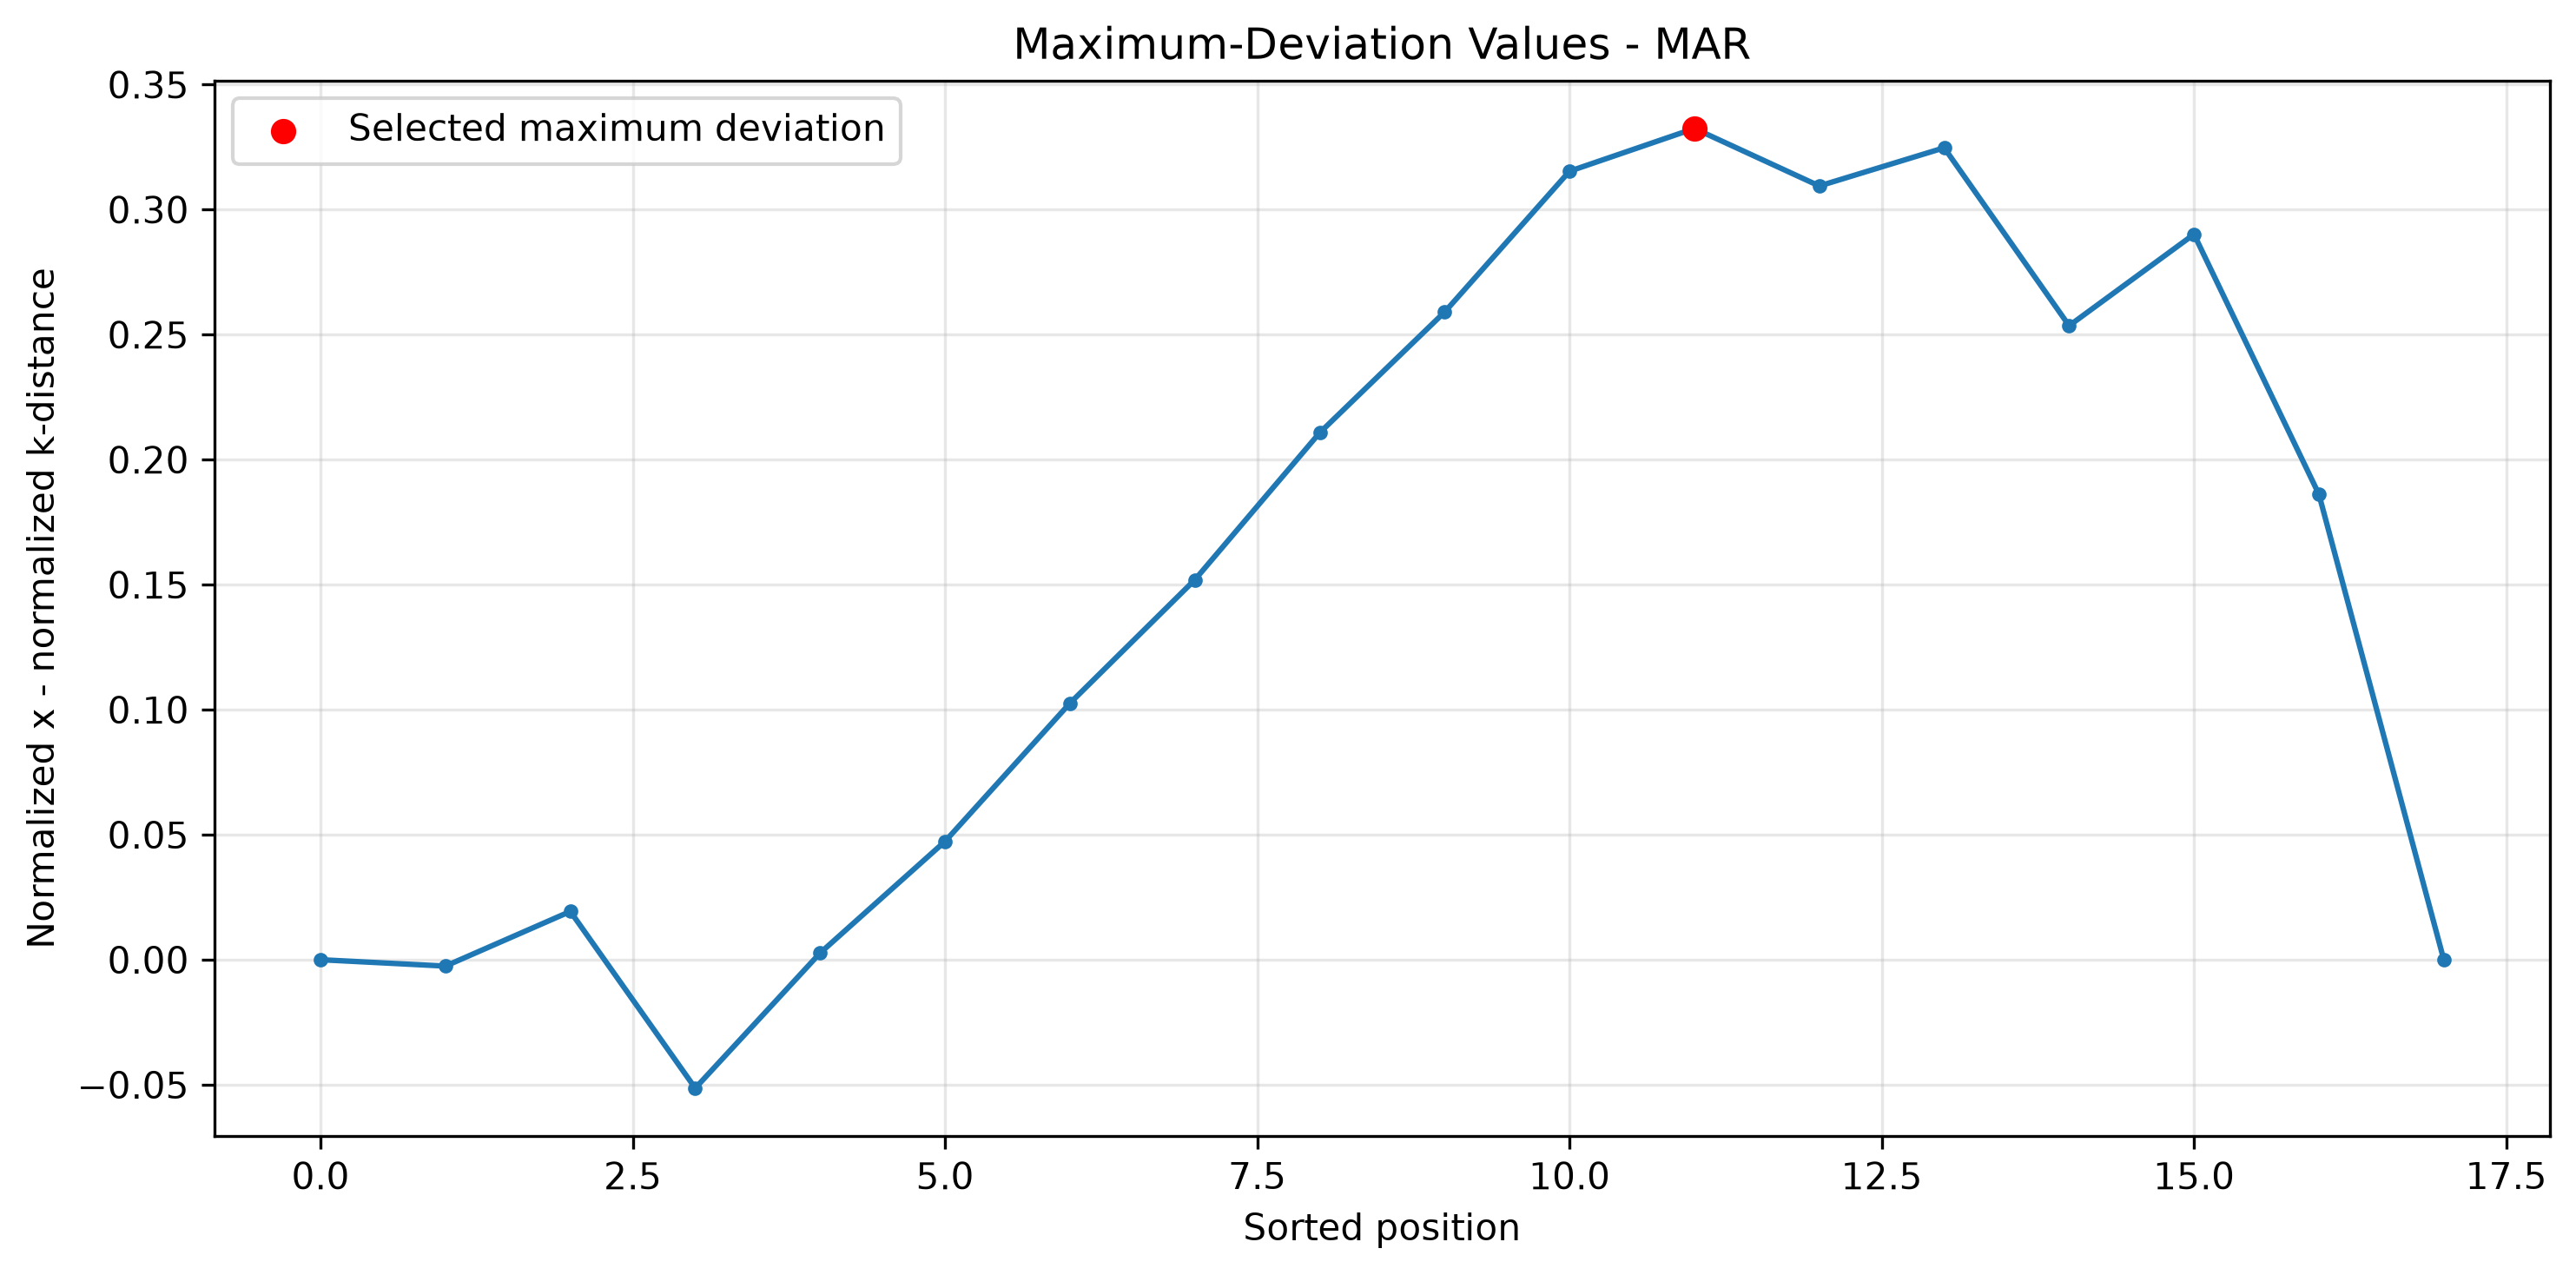 Maximum-Deviation Values - MAR
Selected maximum deviation
Normalized x - normalized k-distance
0.35
0.30
0.25
0.20
0.15
0.10
0.05
0.00
−0.05
0.0 2.5 5.0 7.5 10.0 12.5 15.0 17.5
Sorted position